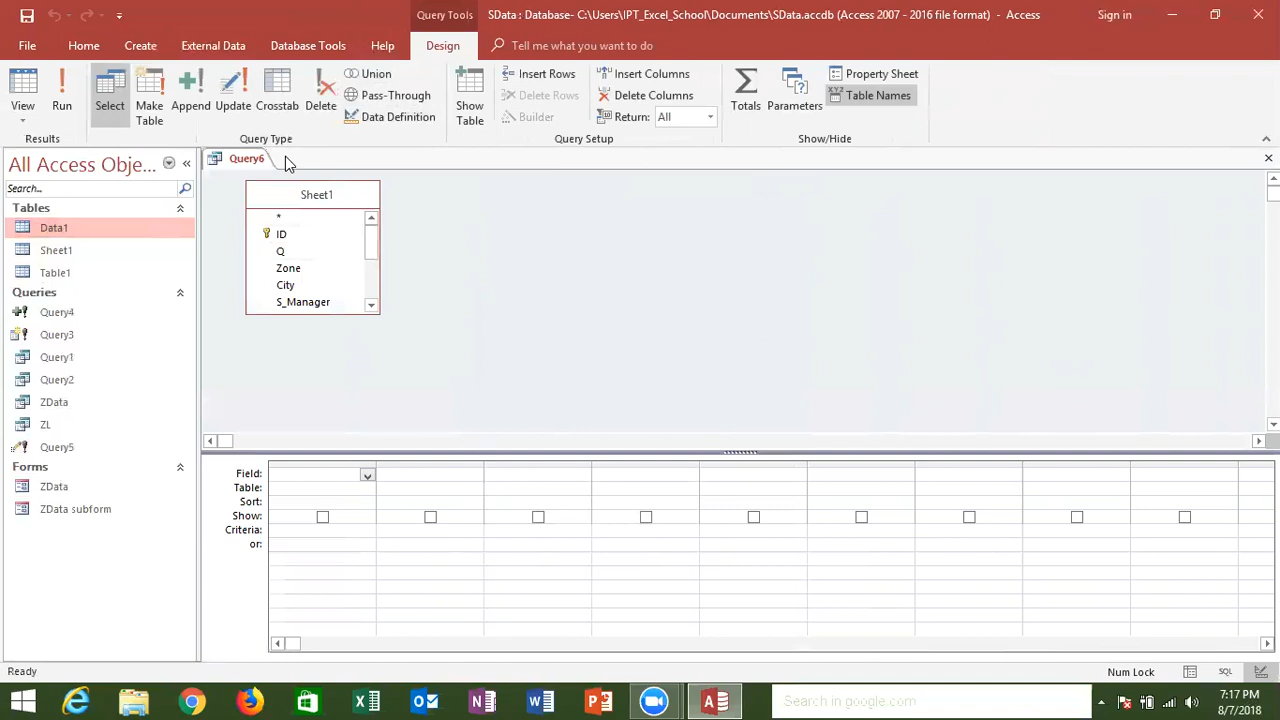 Query Tools
SData : Database- C:\Users\IPT_Excel_School\Documents\SData.accdb (Access 2007 - 2016 file format) - Access
Sign in
File Home Create External Data Database Tools Help Design Tell me what you want to do
View
Run
Select
Make Table
Append
Update
Crosstab
Delete
Union
Pass-Through
Data Definition
Show Table
Insert Rows
Delete Rows
Builder
Insert Columns
Delete Columns
Return: All
Totals
Parameters
Property Sheet
Table Names
Results
Query Type
Query Setup
Show/Hide
All Access Obje...
Search...
Tables
Data1
Sheet1
Table1
Queries
Query4
Query3
Query1
Query2
ZData
ZL
Query5
Forms
ZData
ZData subform
Query6
Sheet1
*
ID
Q
Zone
City
S_Manager
Field:
Table:
Sort:
Show:
Criteria:
or:
Ready
Num Lock
SQL
Search in google.com
7:17 PM
8/7/2018